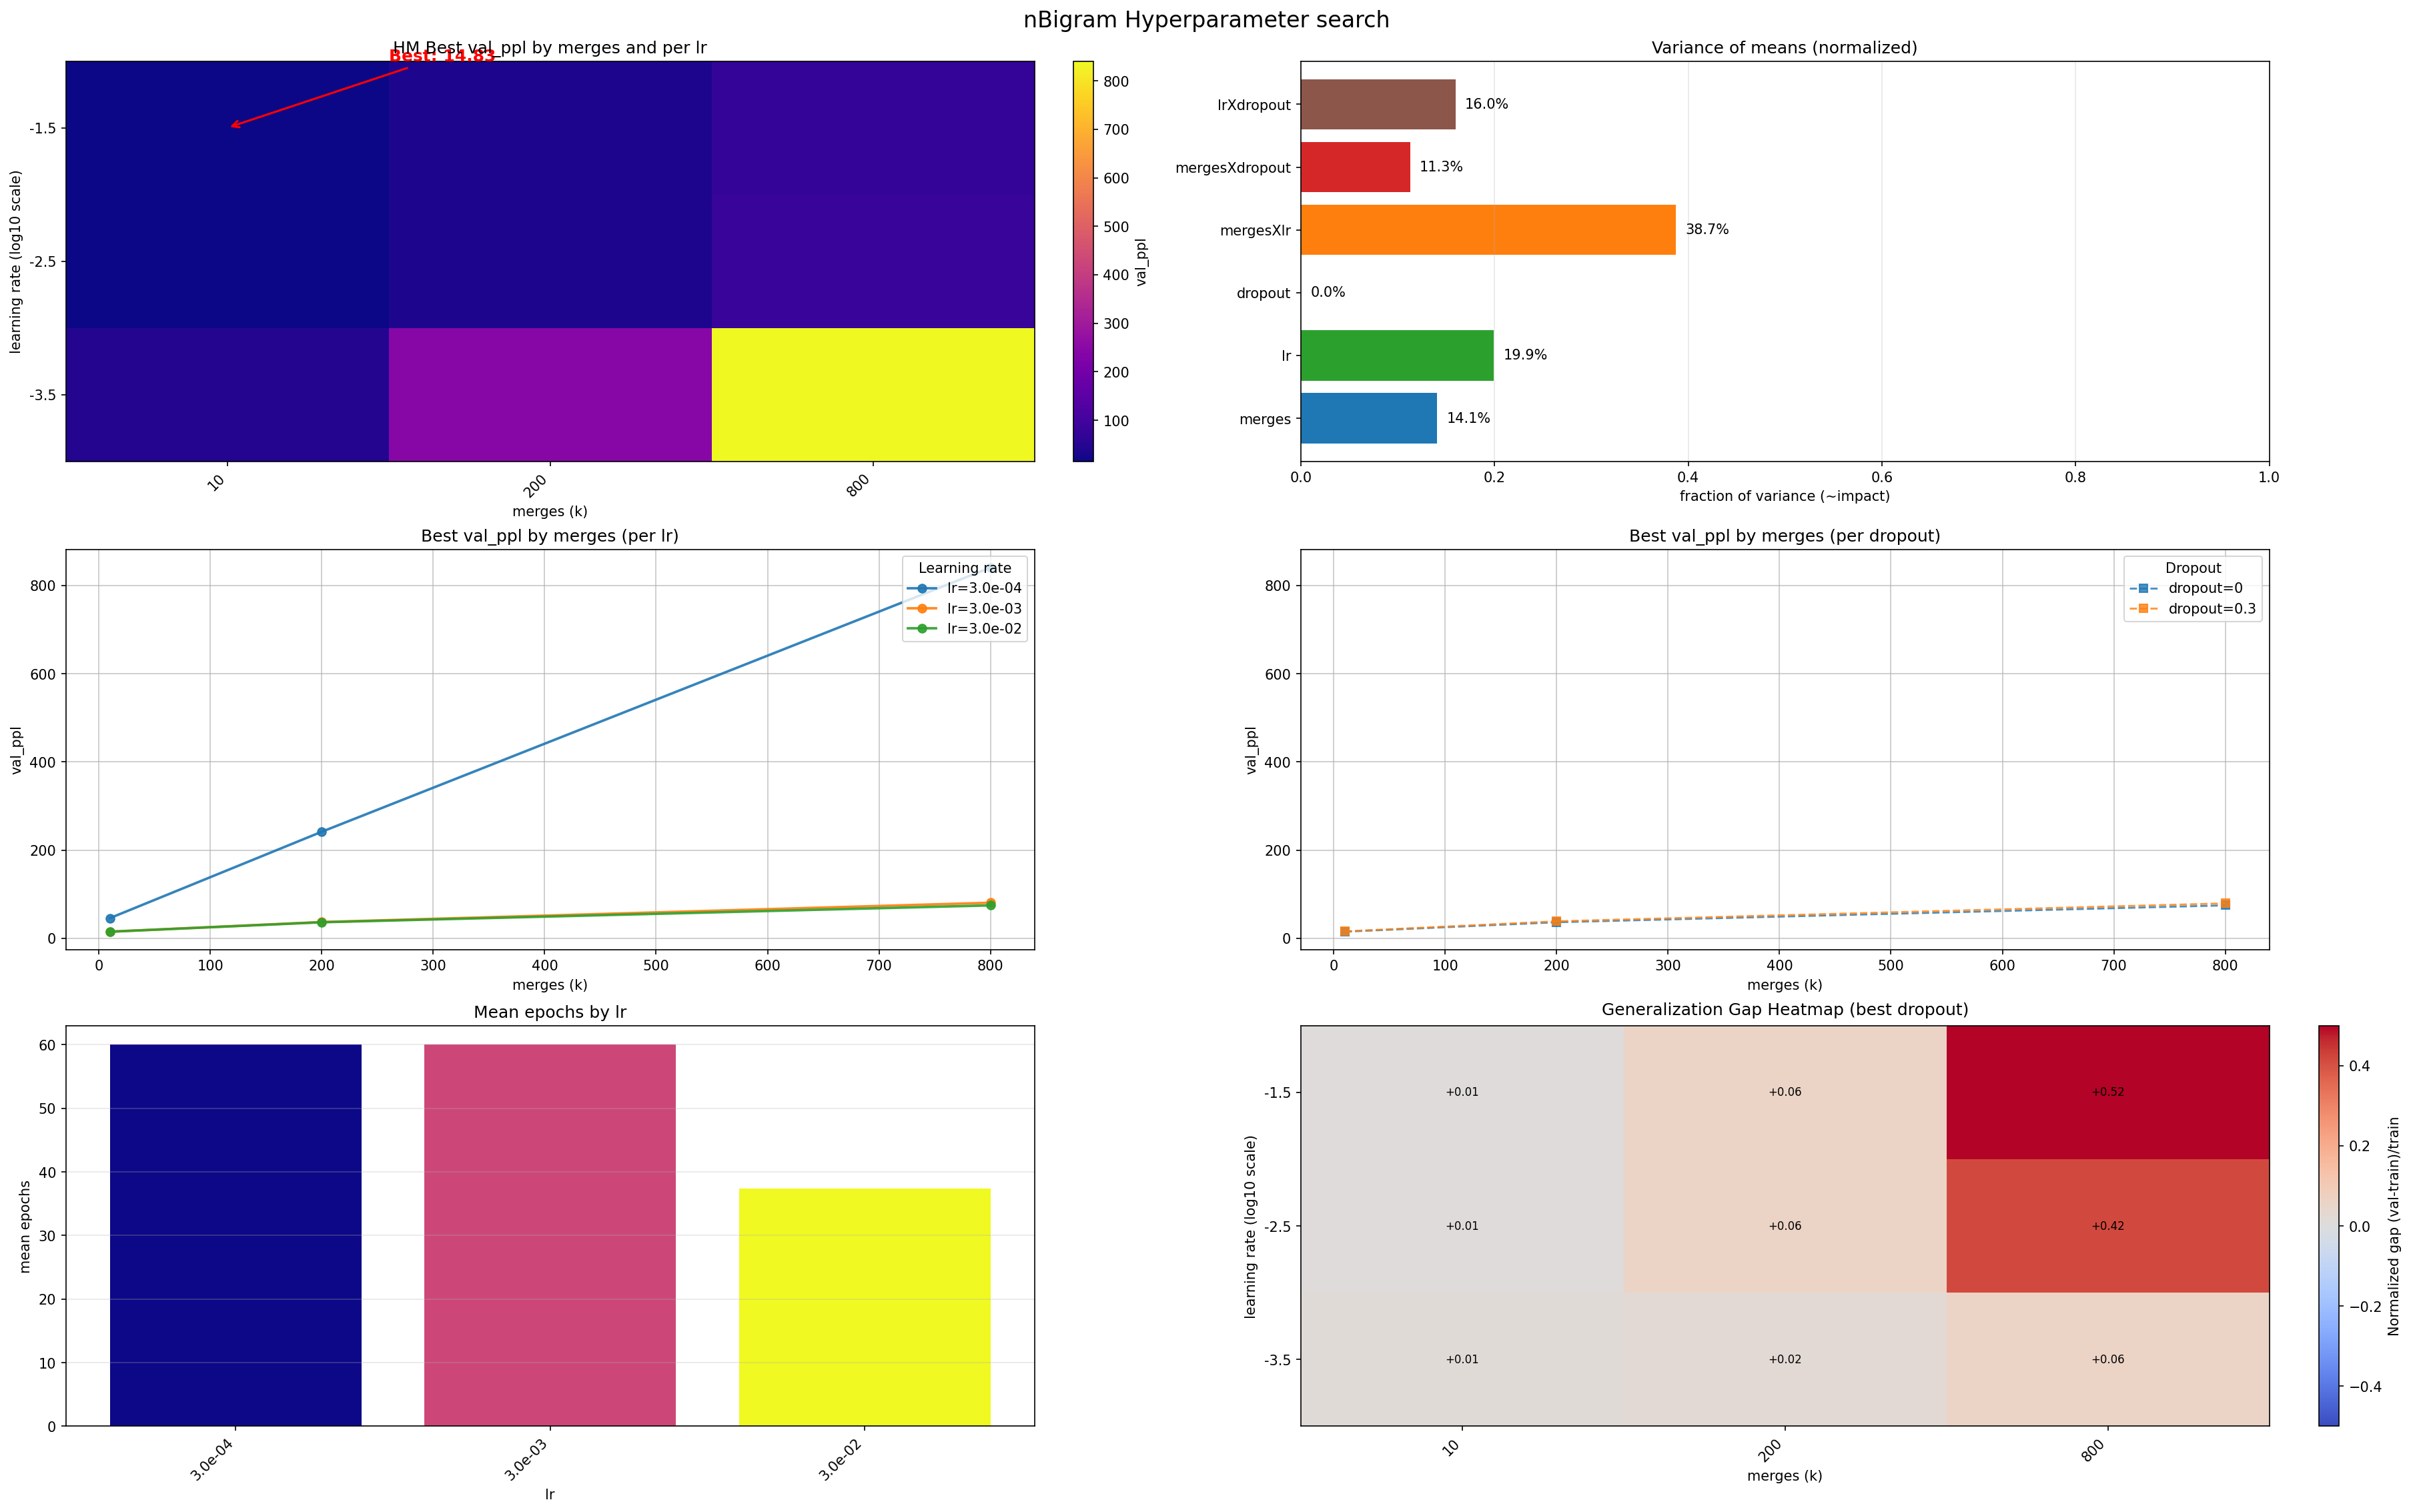 nBigram Hyperparameter search
HM Best val_ppl by merges and per lr
Best: 14.83
learning rate (log10 scale)
-1.5
-2.5
-3.5
10
200
800
merges (k)
800
700
600
500
400
300
200
100
val_ppl
Variance of means (normalized)
lrXdropout
16.0%
mergesXdropout
11.3%
mergesXlr
38.7%
dropout
0.0%
lr
19.9%
merges
14.1%
0.0
0.2
0.4
0.6
0.8
1.0
fraction of variance (~impact)
Best val_ppl by merges (per lr)
val_ppl
800
600
400
200
0
Learning rate
lr=3.0e-04
lr=3.0e-03
lr=3.0e-02
0
100
200
300
400
500
600
700
800
merges (k)
Best val_ppl by merges (per dropout)
val_ppl
800
600
400
200
0
Dropout
dropout=0
dropout=0.3
0
100
200
300
400
500
600
700
800
merges (k)
Mean epochs by lr
mean epochs
60
50
40
30
20
10
0
3.0e-04
3.0e-03
3.0e-02
lr
Generalization Gap Heatmap (best dropout)
learning rate (log10 scale)
-1.5
+0.01
+0.06
+0.52
-2.5
+0.01
+0.06
+0.42
-3.5
+0.01
+0.02
+0.06
10
200
800
merges (k)
0.4
0.2
0.0
−0.2
−0.4
Normalized gap (val-train)/train